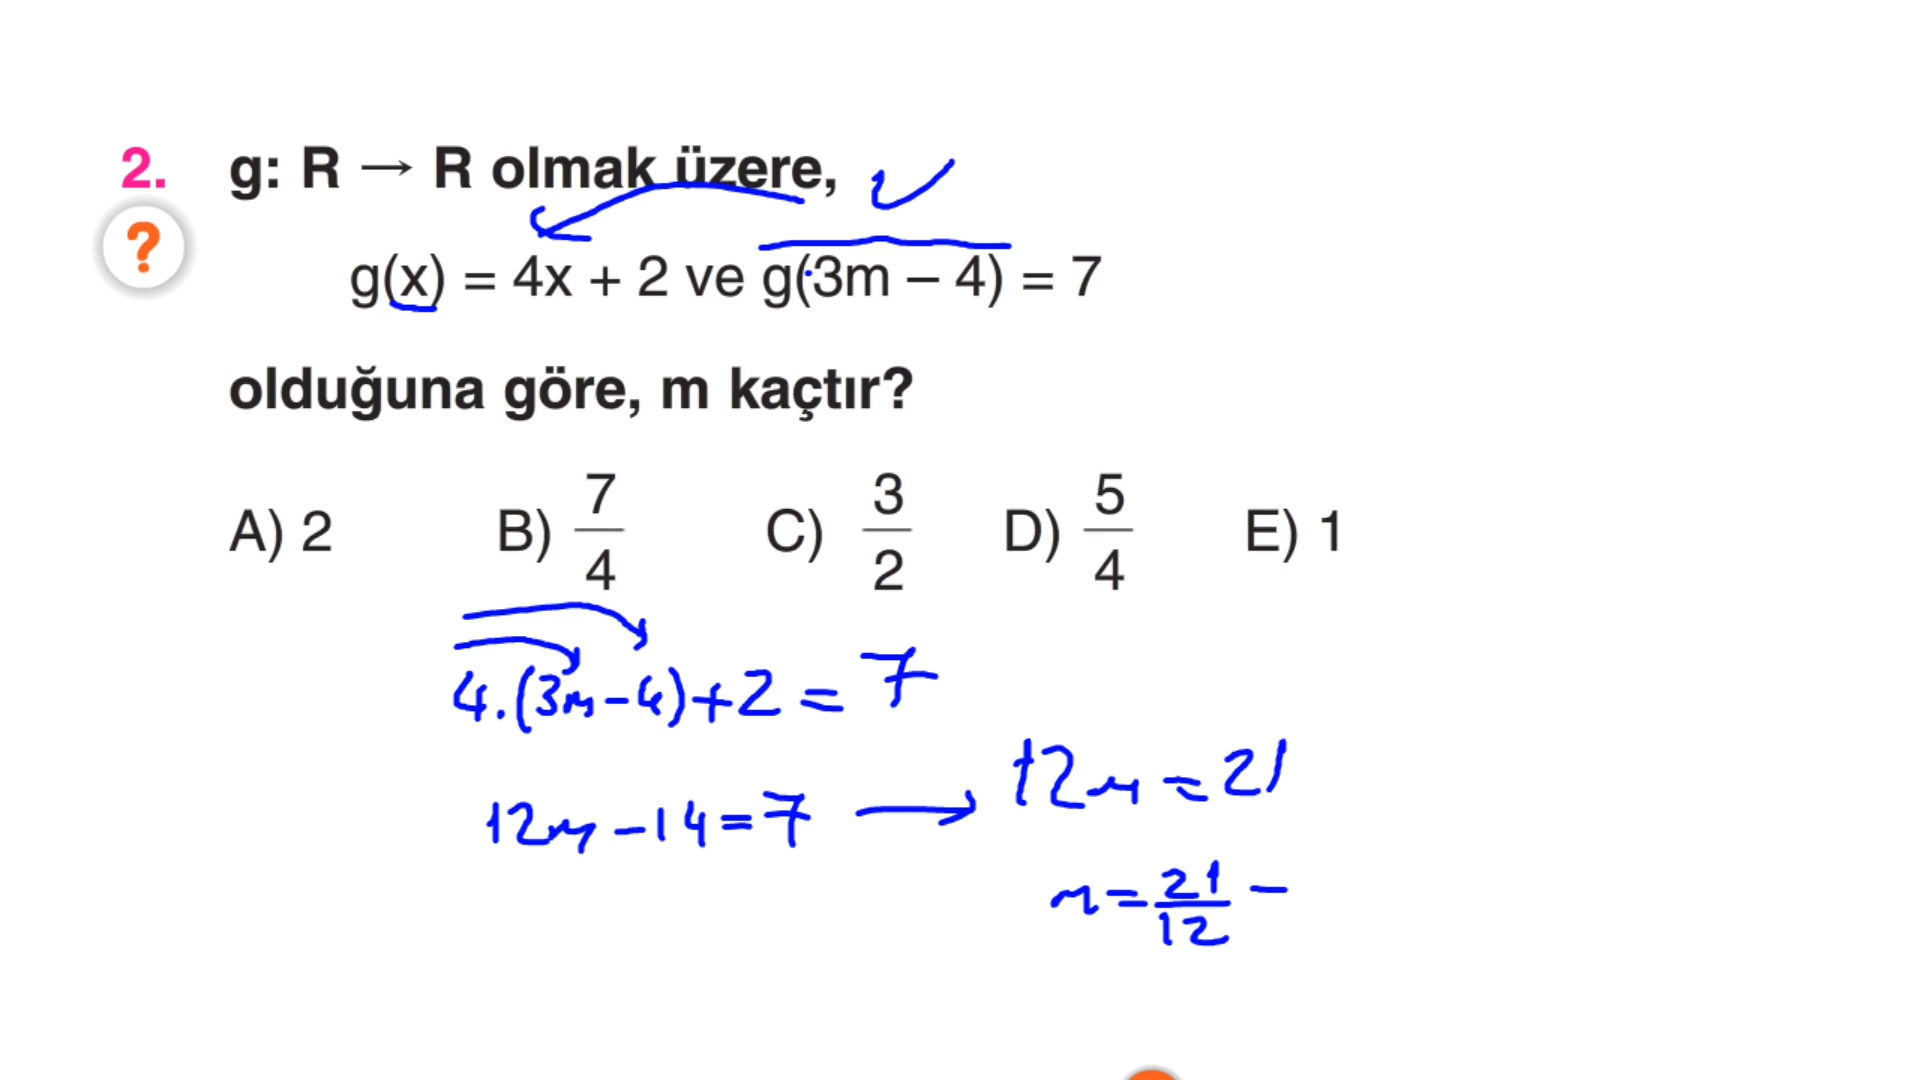 2. g: R → R olmak üzere,
?
g(x) = 4x + 2 ve g(3m – 4) = 7
olduğuna göre, m kaçtır?
A) 2 B) 7/4 C) 3/2 D) 5/4 E) 1
4.(3m-4)+2=7
12m-14=7 → 12m=21
m=21/12 -